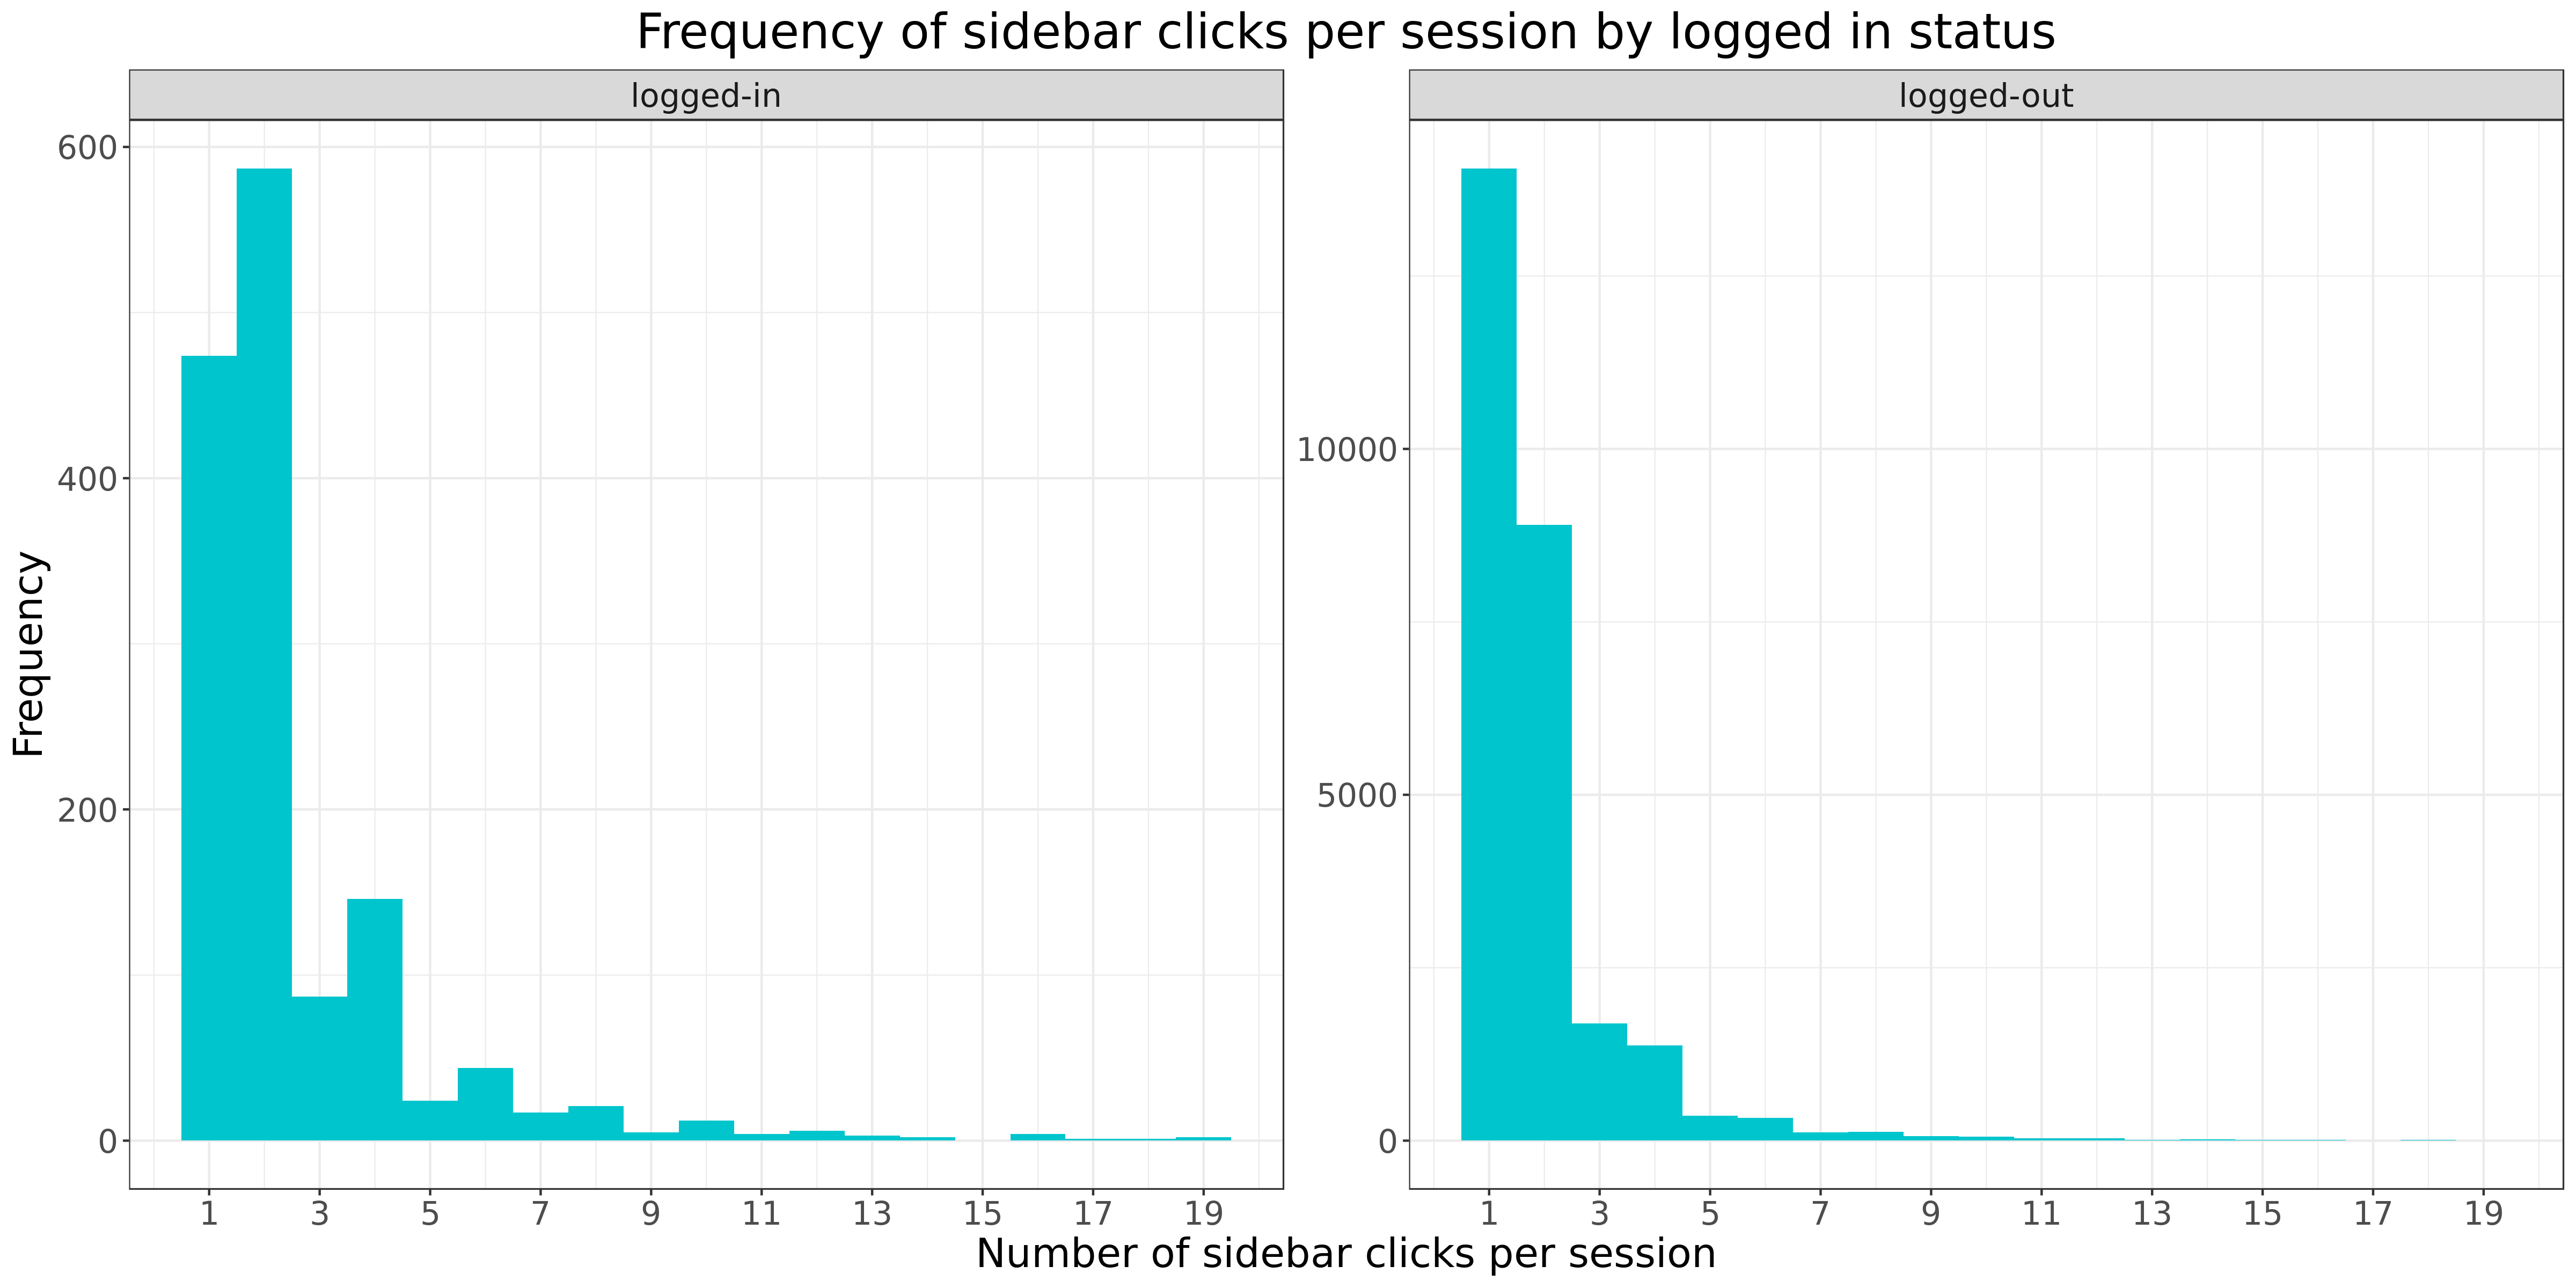 Frequency of sidebar clicks per session by logged in status
logged-in
logged-out
Frequency
600
400
200
0
10000
5000
0
1 3 5 7 9 11 13 15 17 19
1 3 5 7 9 11 13 15 17 19
Number of sidebar clicks per session